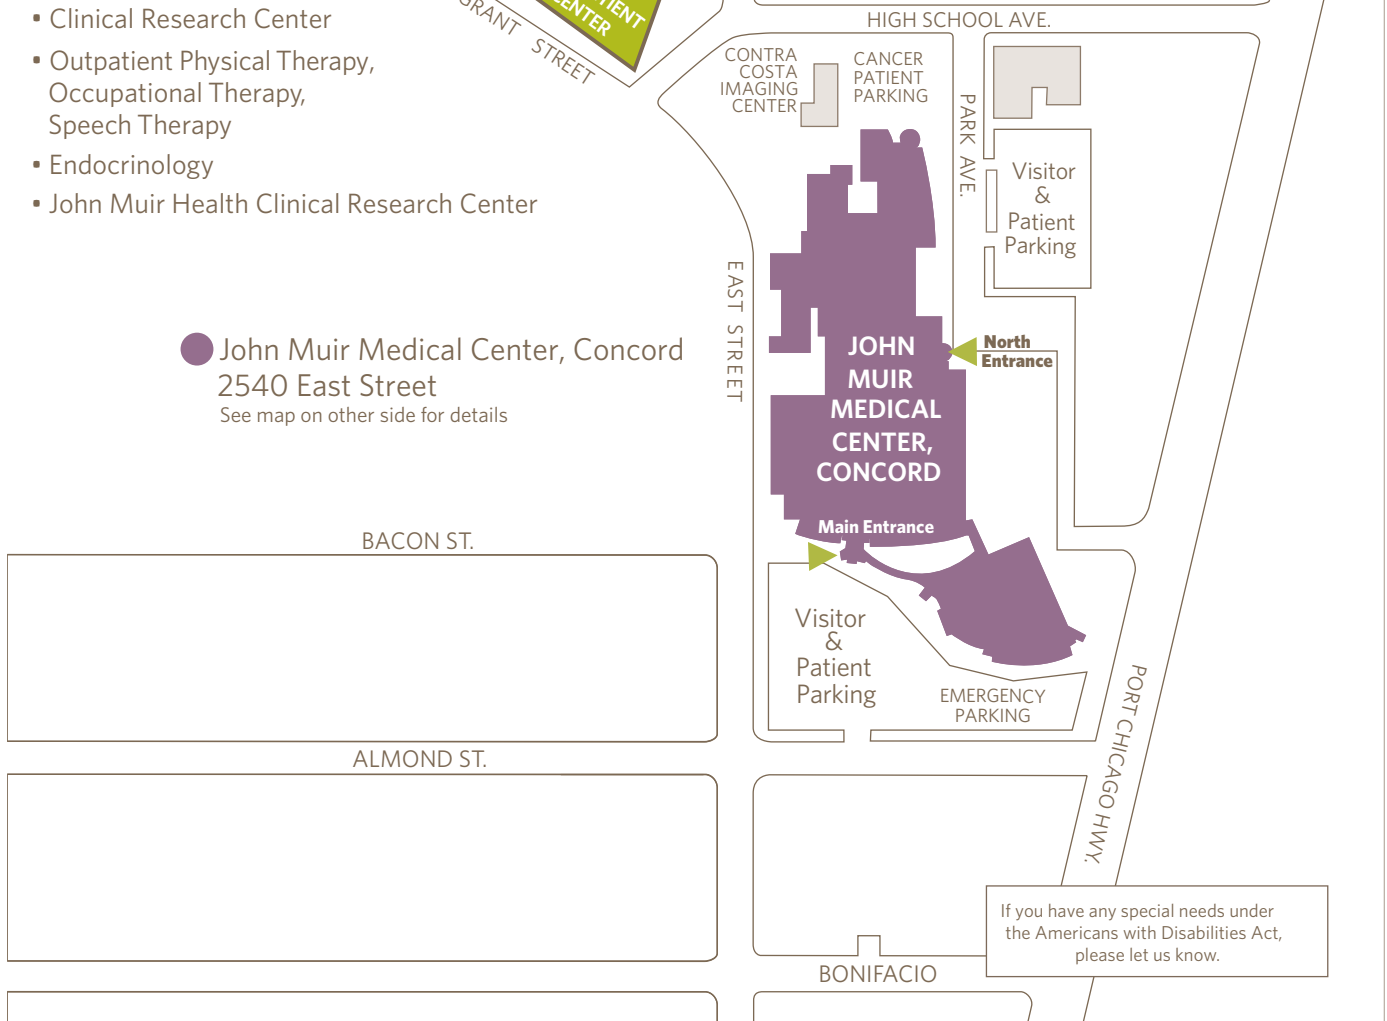 ▪ Clinical Research Center
▪ Outpatient Physical Therapy,
Occupational Therapy,
Speech Therapy
▪ Endocrinology
▪ John Muir Health Clinical Research Center
John Muir Medical Center, Concord
2540 East Street
See map on other side for details
CENTER
GRANT STREET
HIGH SCHOOL AVE.
CONTRA
COSTA
IMAGING
CENTER
CANCER
PATIENT
PARKING
PARK AVE.
Visitor
&
Patient
Parking
EAST STREET
JOHN
MUIR
MEDICAL
CENTER,
CONCORD
North
Entrance
Main Entrance
BACON ST.
Visitor
&
Patient
Parking
EMERGENCY
PARKING
PORT CHICAGO HWY.
ALMOND ST.
BONIFACIO
If you have any special needs under
the Americans with Disabilities Act,
please let us know.